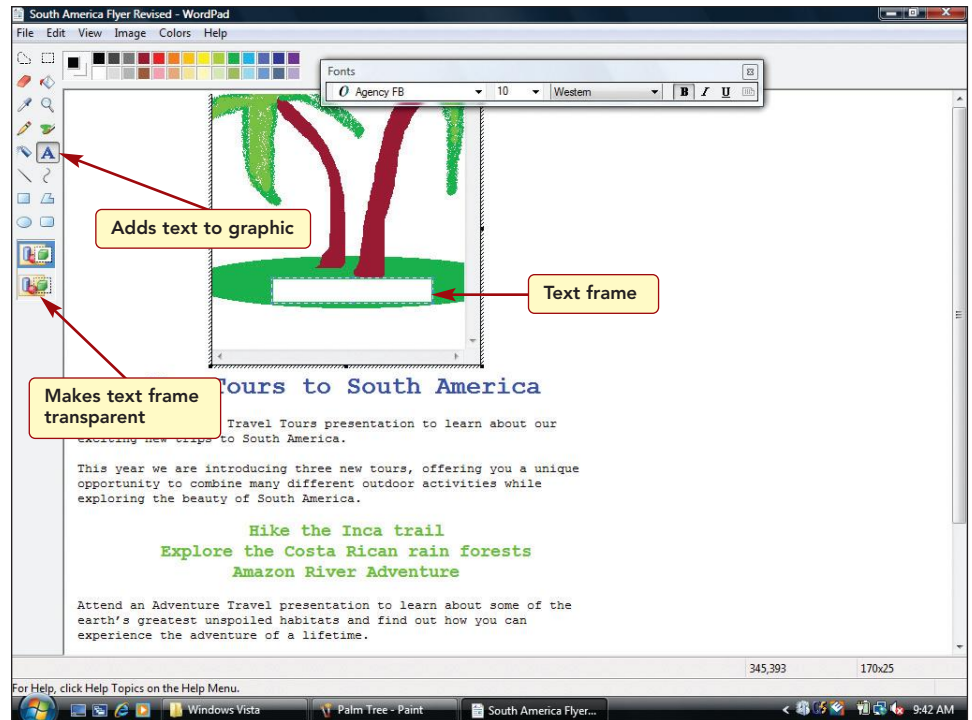 South America Flyer Revised - WordPad
File Edit View Image Colors Help
Fonts
O Agency FB 10 Western B I U
A
Adds text to graphic
Text frame
Makes text frame
transparent
Tours to South America
Travel Tours presentation to learn about our
exciting new trips to South America.
This year we are introducing three new tours, offering you a unique
opportunity to combine many different outdoor activities while
exploring the beauty of South America.
Hike the Inca trail
Explore the Costa Rican rain forests
Amazon River Adventure
Attend an Adventure Travel presentation to learn about some of the
earth's greatest unspoiled habitats and find out how you can
experience the adventure of a lifetime.
345,393 170x25
For Help, click Help Topics on the Help Menu.
Windows Vista Palm Tree - Paint South America Flyer... 9:42 AM